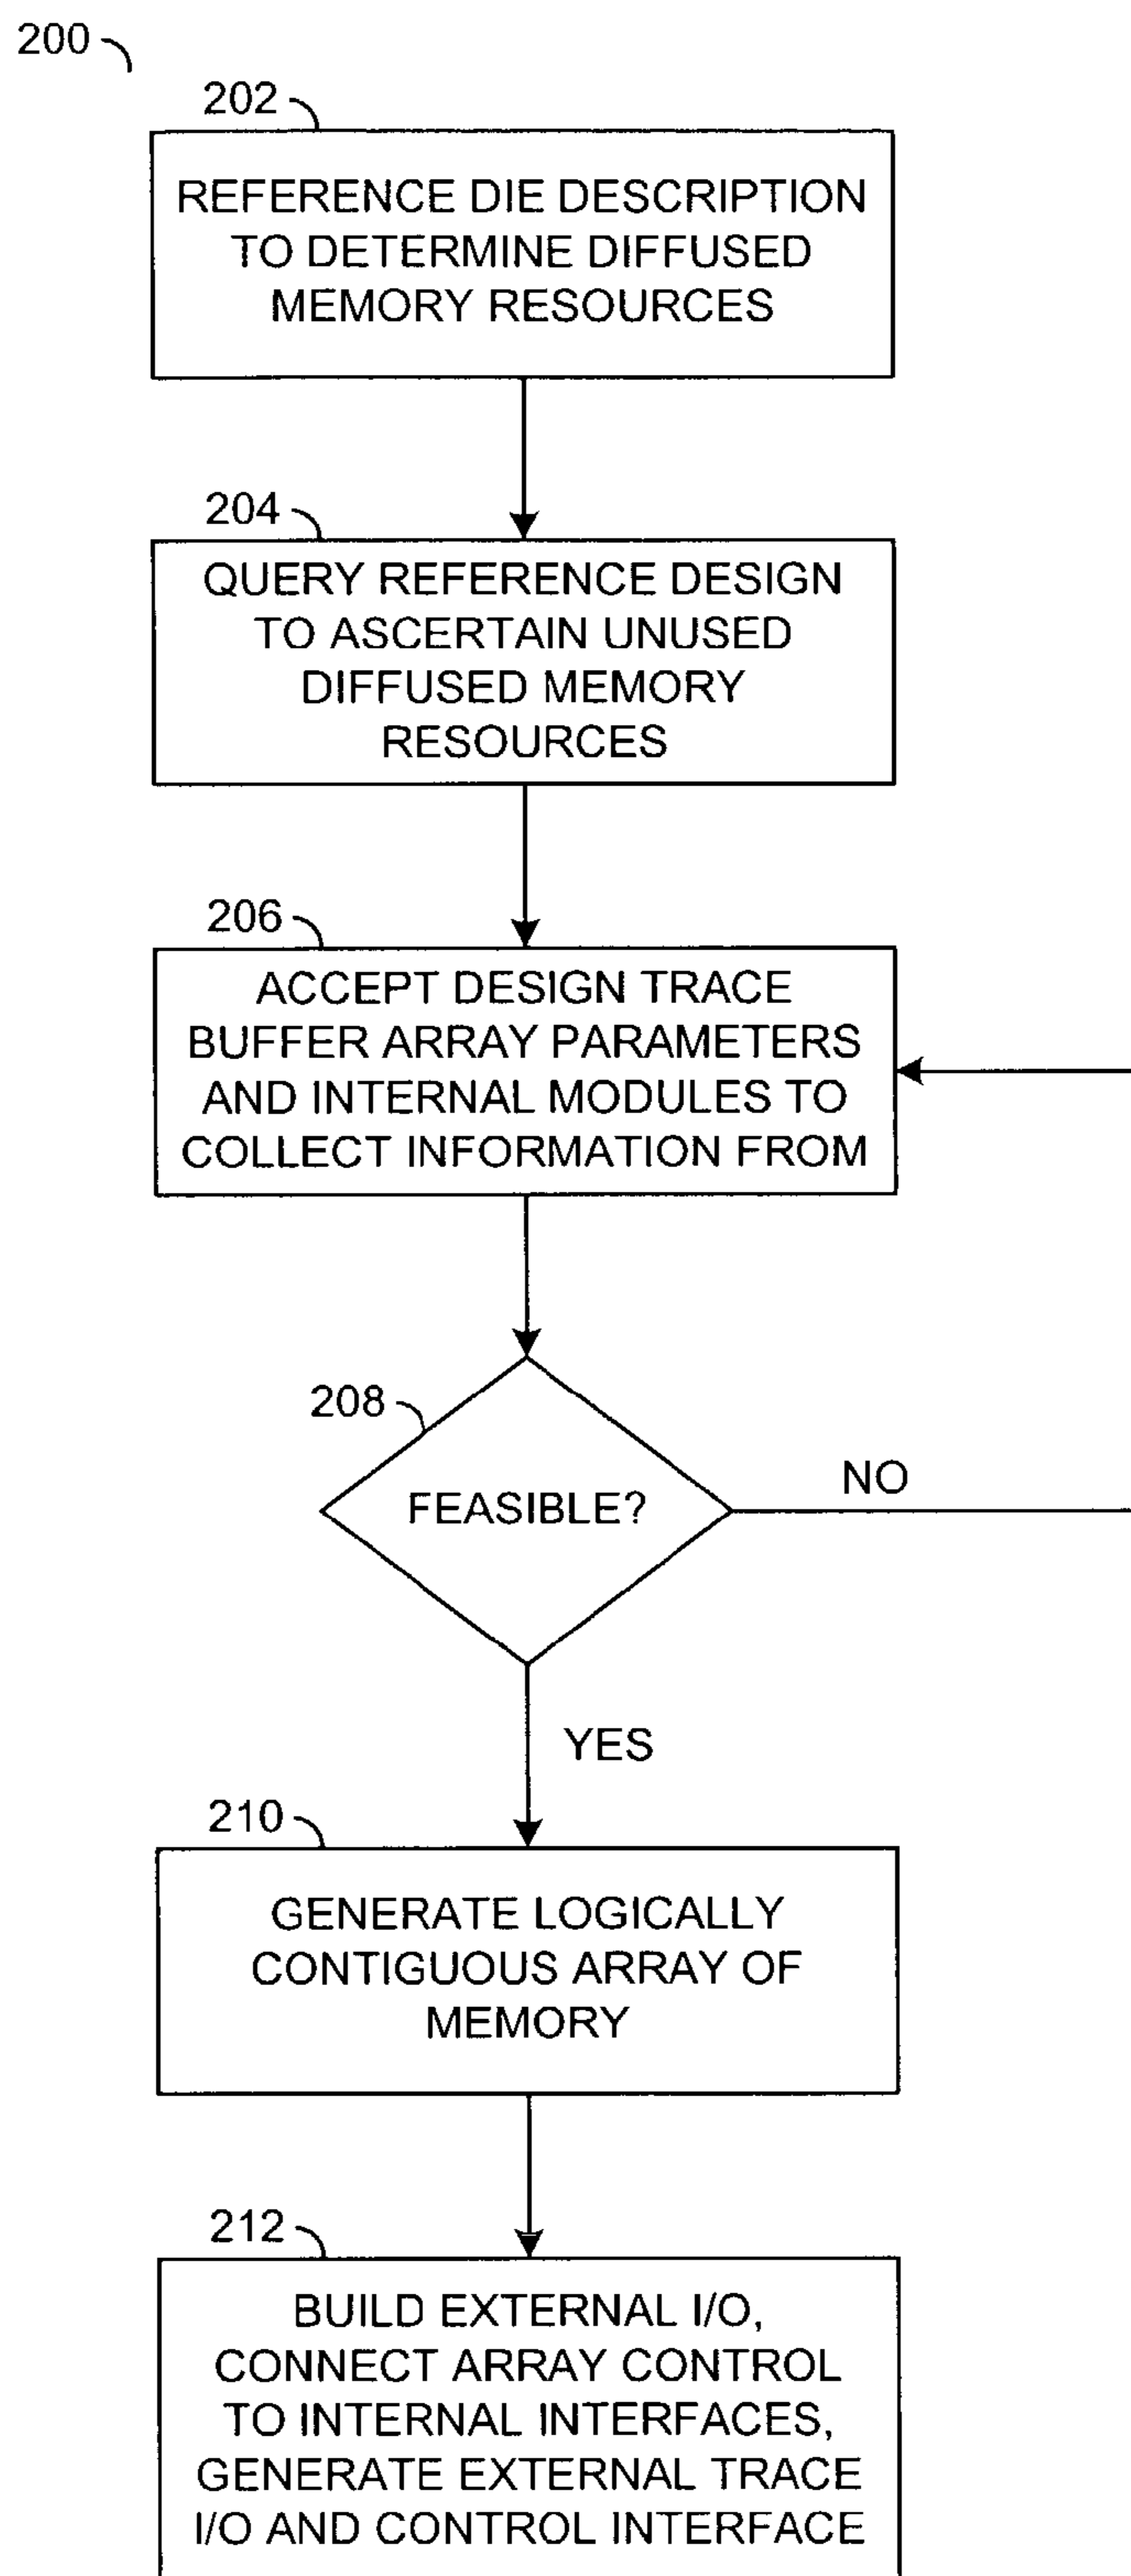 200
202
REFERENCE DIE DESCRIPTION
TO DETERMINE DIFFUSED
MEMORY RESOURCES
204
QUERY REFERENCE DESIGN
TO ASCERTAIN UNUSED
DIFFUSED MEMORY
RESOURCES
206
ACCEPT DESIGN TRACE
BUFFER ARRAY PARAMETERS
AND INTERNAL MODULES TO
COLLECT INFORMATION FROM
208
FEASIBLE?
NO
YES
210
GENERATE LOGICALLY
CONTIGUOUS ARRAY OF
MEMORY
212
BUILD EXTERNAL I/O,
CONNECT ARRAY CONTROL
TO INTERNAL INTERFACES,
GENERATE EXTERNAL TRACE
I/O AND CONTROL INTERFACE